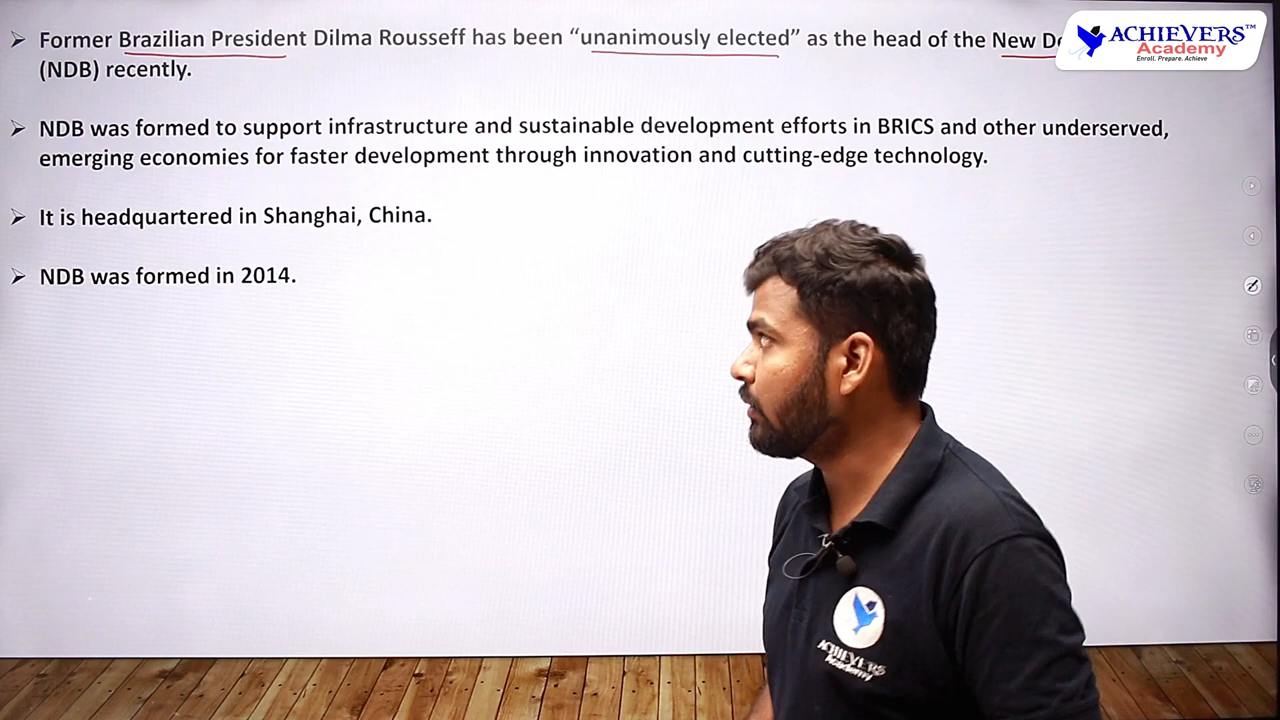 ➢ Former Brazilian President Dilma Rousseff has been “unanimously elected” as the head of the New
(NDB) recently.
➢ NDB was formed to support infrastructure and sustainable development efforts in BRICS and other underserved,
emerging economies for faster development through innovation and cutting-edge technology.
➢ It is headquartered in Shanghai, China.
➢ NDB was formed in 2014.
ACHIEVERS™
Academy
Enroll. Prepare. Achieve
ACHIEVERS
Academy